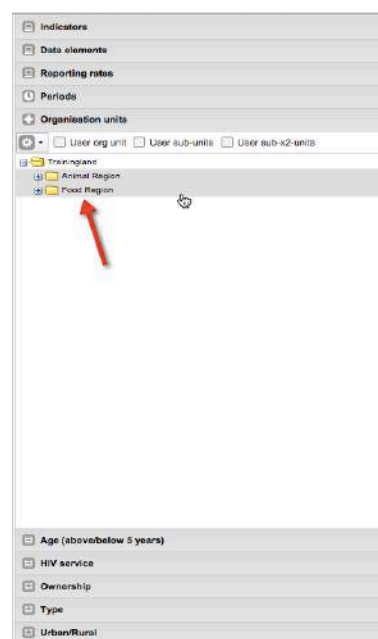 Indicators
Data elements
Reporting rates
Periods
Organisation units
User org unit User sub-units User sub-x2-units
Trainingland
Animal Region
Food Region
Age (above/below 5 years)
HIV service
Ownership
Type
Urban/Rural